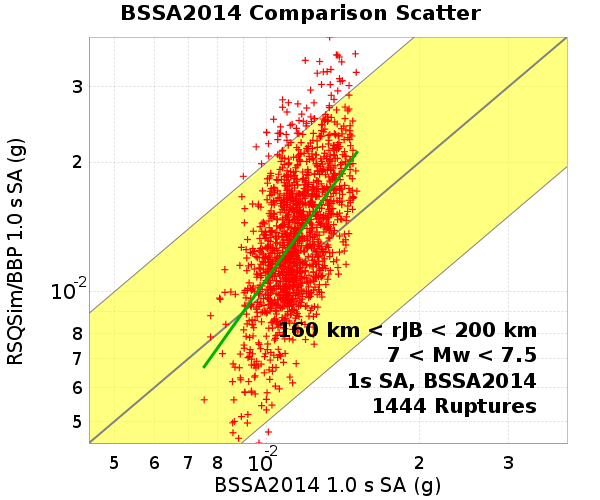 BSSA2014 Comparison Scatter
RSQSim/BBP 1.0 s SA (g)
3
2
10-2
8
7
6
5
160 km < rJB < 200 km
7 < Mw < 7.5
1s SA, BSSA2014
1444 Ruptures
5 6 7 8 10-2 2 3
BSSA2014 1.0 s SA (g)